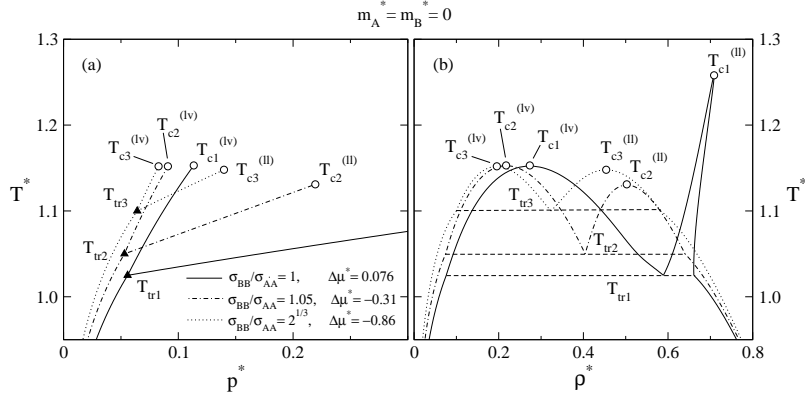 m_A^* = m_B^* = 0
(a)
T^*
1.3
1.2
1.1
1.0
0
0.1
0.2
p^*
T_c3^(lv)
T_c2^(lv)
T_c1^(lv)
T_c3^(ll)
T_c2^(ll)
T_tr3
T_tr2
T_tr1
σ_BB/σ_AA = 1, Δμ^* = 0.076
σ_BB/σ_AA = 1.05, Δμ^* = −0.31
σ_BB/σ_AA = 2^1/3, Δμ^* = −0.86
(b)
T_c1^(ll)
T_c3^(lv)
T_c2^(lv)
T_c1^(lv)
T_c3^(ll)
T_c2^(ll)
T_tr3
T_tr2
T_tr1
0
0.2
0.4
0.6
0.8
ρ^*
1.3
1.2
1.1
1.0
T^*